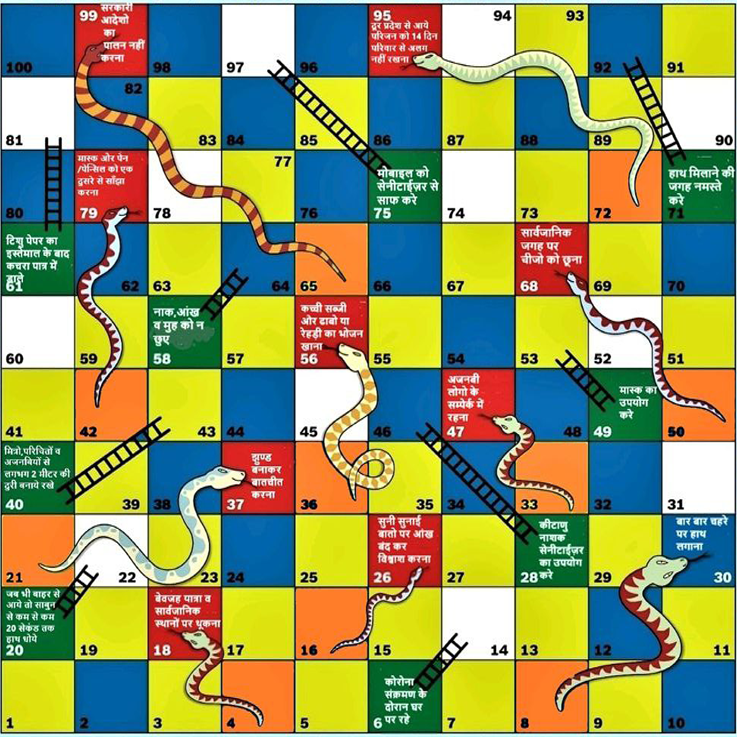 100
सरकारी
आदेशो
का
पालन नहीं
करना
99
98
97
96
95
दूर प्रदेश से आये
परिजन को 14 दिन
परिवार से अलग
नहीं रखना
94
93
92
91
81
82
83
84
85
86
87
88
89
90
80
मास्क और पेन
/पेन्सिल को एक
दुसरे से साँझा
करना
79
78
77
76
मोबाइल को
सेनीटाईज़र से
साफ करे
75
74
73
72
हाथ मिलाने की
जगह नमस्ते
करे
71
टिशु पेपर का
इस्तेमाल के बाद
कचरा पात्र में
डाले
61
62
63
64
65
66
67
सार्वजानिक
जगह पर
चीजो को छूना
68
69
70
60
59
नाक,आंख
व मुह को न
छुए
58
57
कच्ची सब्जी
और ढाबो या
रेहड़ी का भोजन
खाना
56
55
54
53
52
51
41
42
43
44
45
46
अजनबी
लोगो के
सम्पर्क में
रहना
47
48
मास्क का
उपयोग
करे
49
50
मित्रो,परिचितों व
अजनबियों से
लगभग 2 मीटर की
दुरी बनाये रखे
40
39
38
झुण्ड
बनाकर
बातचीत
करना
37
36
35
34
33
32
31
21
22
23
24
25
सुनी सुनाई
बातो पर आंख
बंद कर
विश्वाश करना
26
27
कीटाणु
नाशक
सेनीटाईज़र
का उपयोग
28 करे
29
बार बार चहरे
पर हाथ
लगाना
30
जब भी बाहर से
आये तो साबुन
से कम से कम
20 सेकंड तक
हाथ धोये
20
19
बेवजह यात्रा व
सार्वजानिक
स्थानों पर थूकना
18
17
16
15
14
13
12
11
1
2
3
4
5
कोरोना
संक्रमण के
दोरान घर
6 पर रहे
7
8
9
10